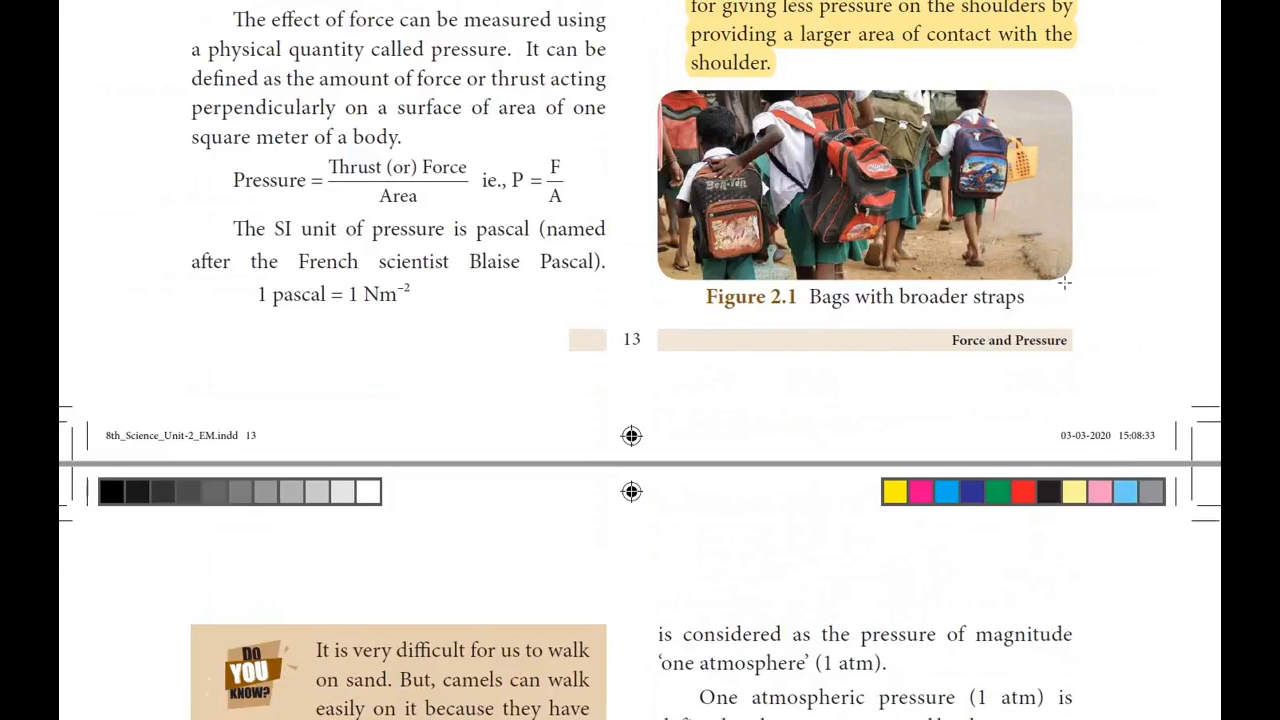 The effect of force can be measured using
a physical quantity called pressure. It can be
defined as the amount of force or thrust acting
perpendicularly on a surface of area of one
square meter of a body.
Pressure = Thrust (or) Force / Area ie., P = F / A
The SI unit of pressure is pascal (named
after the French scientist Blaise Pascal).
1 pascal = 1 Nm⁻²
for giving less pressure on the shoulders by
providing a larger area of contact with the
shoulder.
Bon-Ton
Figure 2.1 Bags with broader straps
13
Force and Pressure
8th_Science_Unit-2_EM.indd 13
03-03-2020 15:08:33
DO
YOU
KNOW?
It is very difficult for us to walk
on sand. But, camels can walk
easily on it because they have
is considered as the pressure of magnitude
‘one atmosphere’ (1 atm).
One atmospheric pressure (1 atm) is